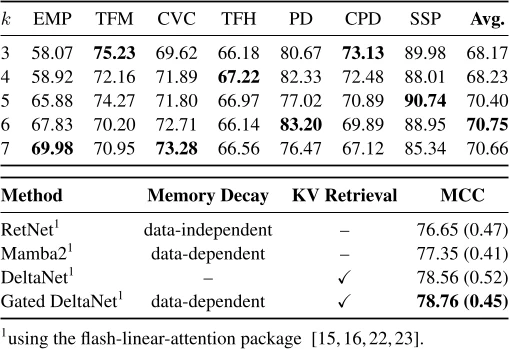 k EMP TFM CVC TFH PD CPD SSP Avg.
3 58.07 75.23 69.62 66.18 80.67 73.13 89.98 68.17
4 58.92 72.16 71.89 67.22 82.33 72.48 88.01 68.23
5 65.88 74.27 71.80 66.97 77.02 70.89 90.74 70.40
6 67.83 70.20 72.71 66.14 83.20 69.89 88.95 70.75
7 69.98 70.95 73.28 66.56 76.47 67.12 85.34 70.66
Method Memory Decay KV Retrieval MCC
RetNet¹ data-independent – 76.65 (0.47)
Mamba2¹ data-dependent – 77.35 (0.41)
DeltaNet¹ – ✓ 78.56 (0.52)
Gated DeltaNet¹ data-dependent ✓ 78.76 (0.45)
¹using the flash-linear-attention package [15, 16, 22, 23].